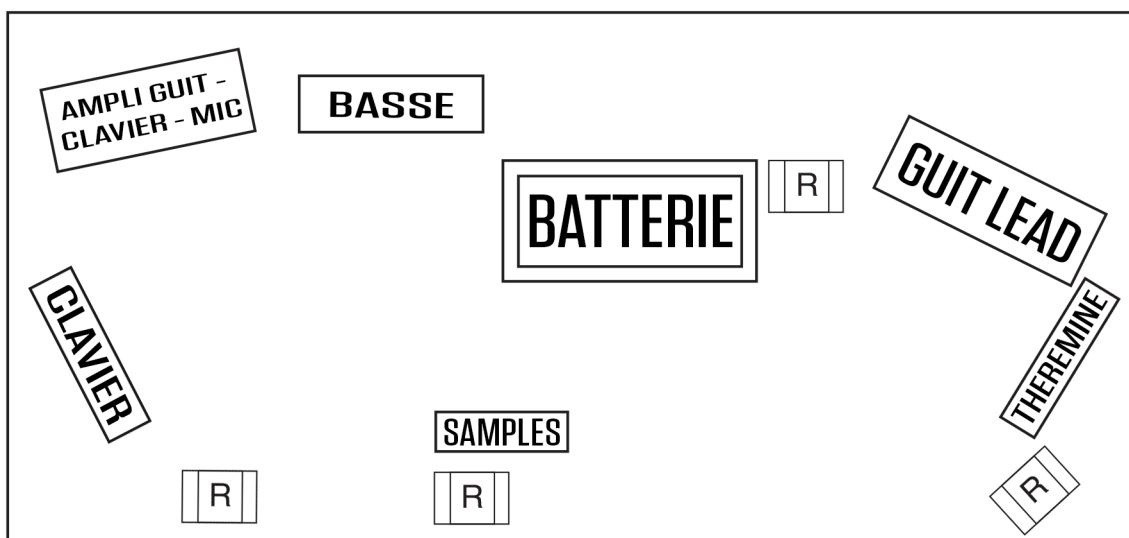 AMPLI GUIT -
CLAVIER - MIC
BASSE
BATTERIE
R
GUIT LEAD
CLAVIER
THEREMINE
SAMPLES
R
R
R